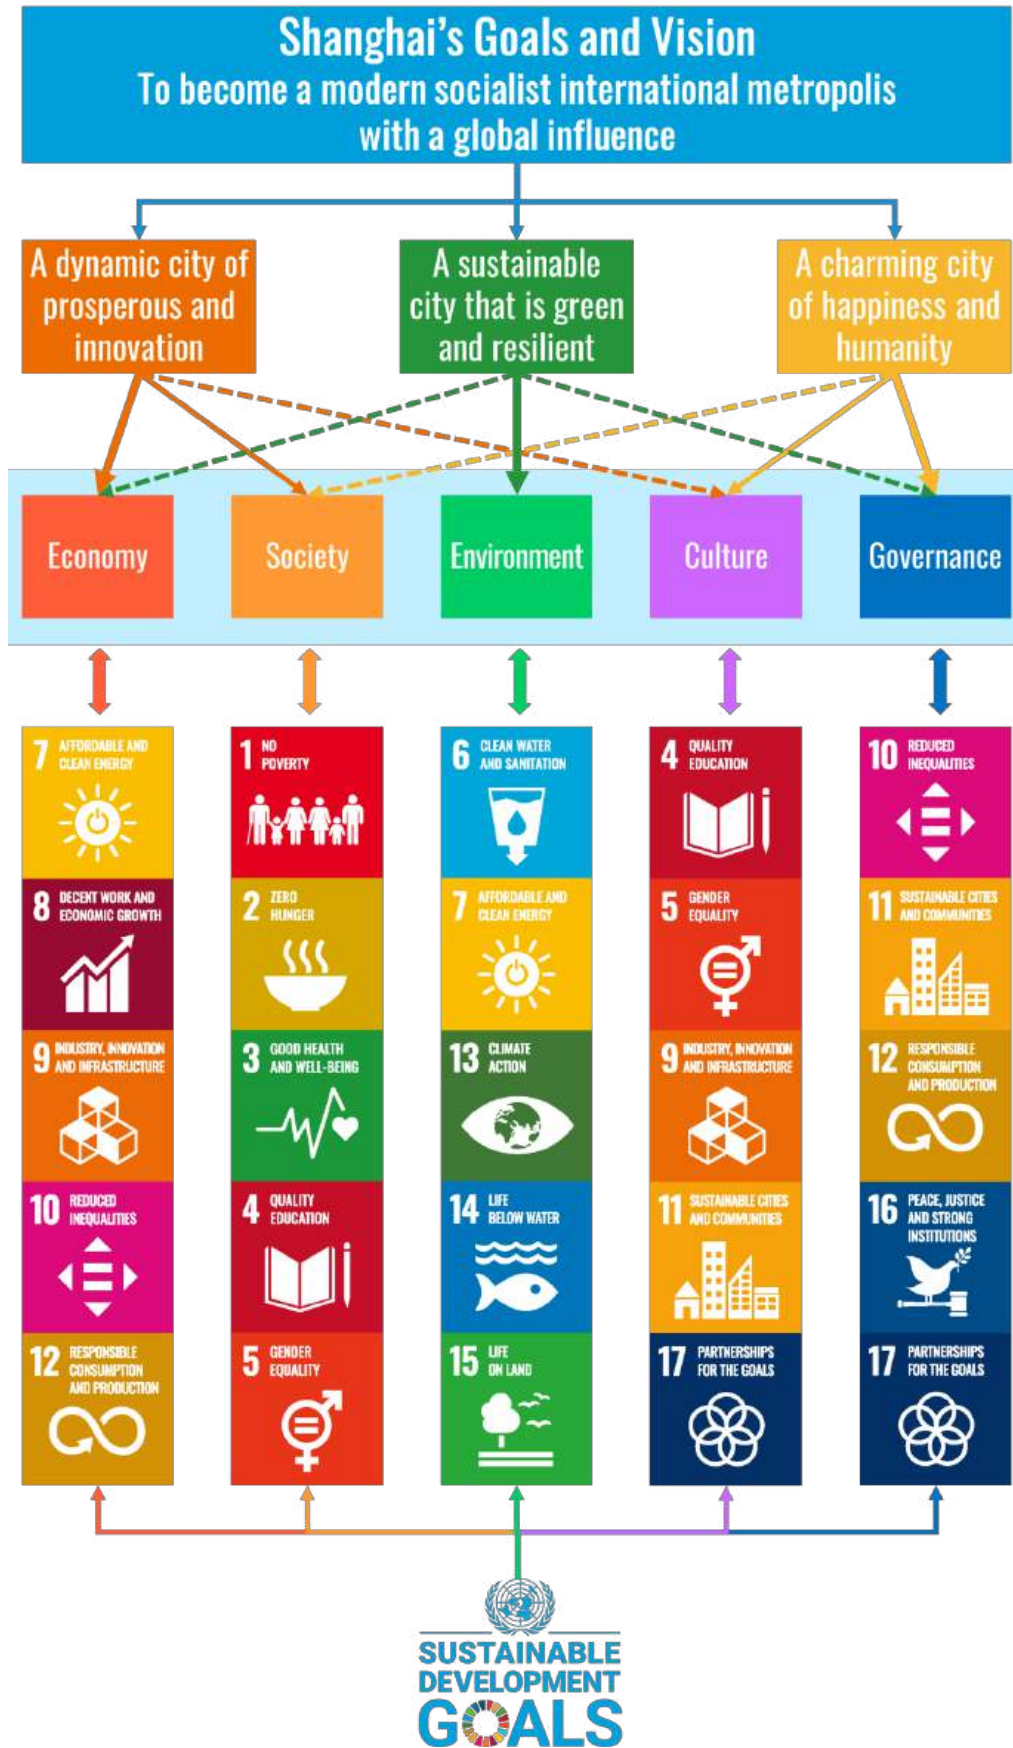 Shanghai's Goals and Vision
To become a modern socialist international metropolis
with a global influence
A dynamic city of
prosperous and
innovation
A sustainable
city that is green
and resilient
A charming city
of happiness and
humanity
Economy
Society
Environment
Culture
Governance
7 AFFORDABLE AND
CLEAN ENERGY
8 DECENT WORK AND
ECONOMIC GROWTH
9 INDUSTRY, INNOVATION
AND INFRASTRUCTURE
10 REDUCED
INEQUALITIES
12 RESPONSIBLE
CONSUMPTION
AND PRODUCTION
1 NO
POVERTY
2 ZERO
HUNGER
3 GOOD HEALTH
AND WELL-BEING
4 QUALITY
EDUCATION
5 GENDER
EQUALITY
6 CLEAN WATER
AND SANITATION
7 AFFORDABLE AND
CLEAN ENERGY
13 CLIMATE
ACTION
14 LIFE
BELOW WATER
15 LIFE
ON LAND
4 QUALITY
EDUCATION
5 GENDER
EQUALITY
9 INDUSTRY, INNOVATION
AND INFRASTRUCTURE
11 SUSTAINABLE CITIES
AND COMMUNITIES
17 PARTNERSHIPS
FOR THE GOALS
10 REDUCED
INEQUALITIES
11 SUSTAINABLE CITIES
AND COMMUNITIES
12 RESPONSIBLE
CONSUMPTION
AND PRODUCTION
16 PEACE, JUSTICE
AND STRONG
INSTITUTIONS
17 PARTNERSHIPS
FOR THE GOALS
SUSTAINABLE
DEVELOPMENT
GOALS